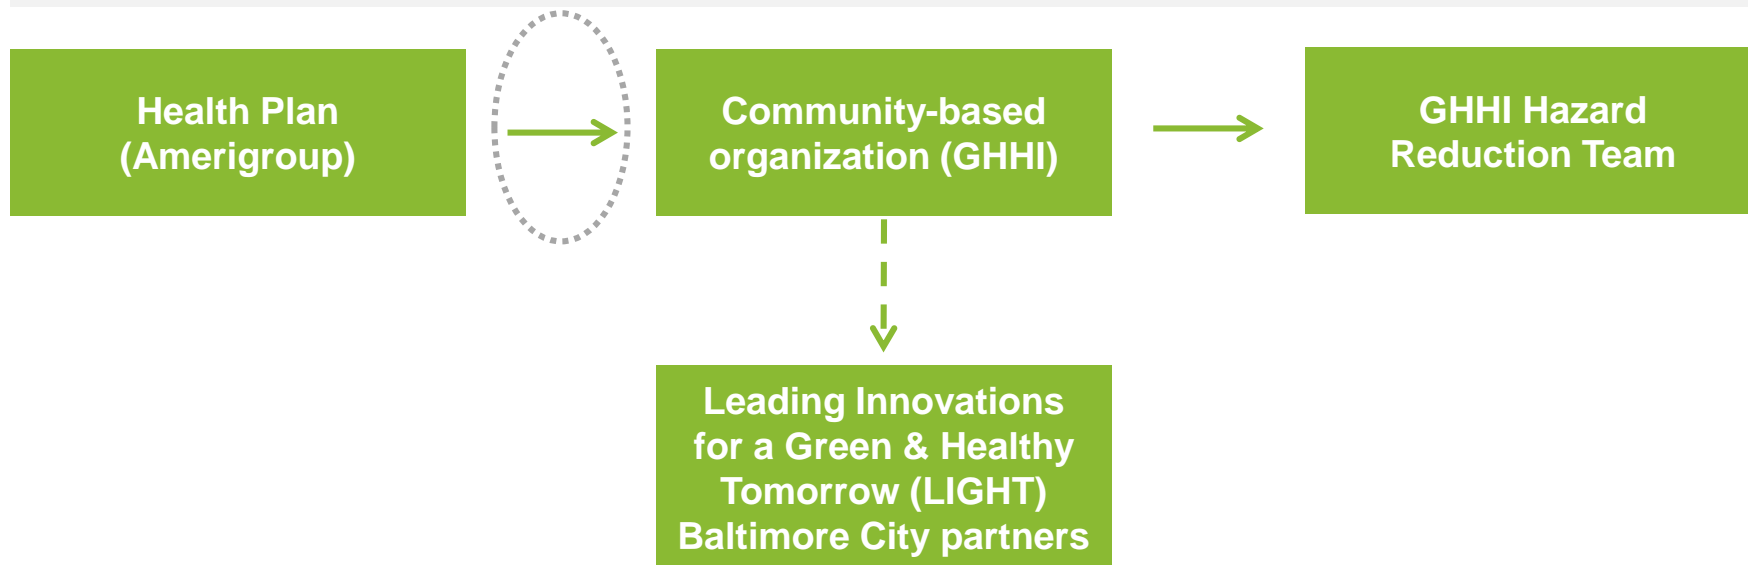 Health Plan
(Amerigroup)
Community-based
organization (GHHI)
GHHI Hazard
Reduction Team
Leading Innovations
for a Green & Healthy
Tomorrow (LIGHT)
Baltimore City partners